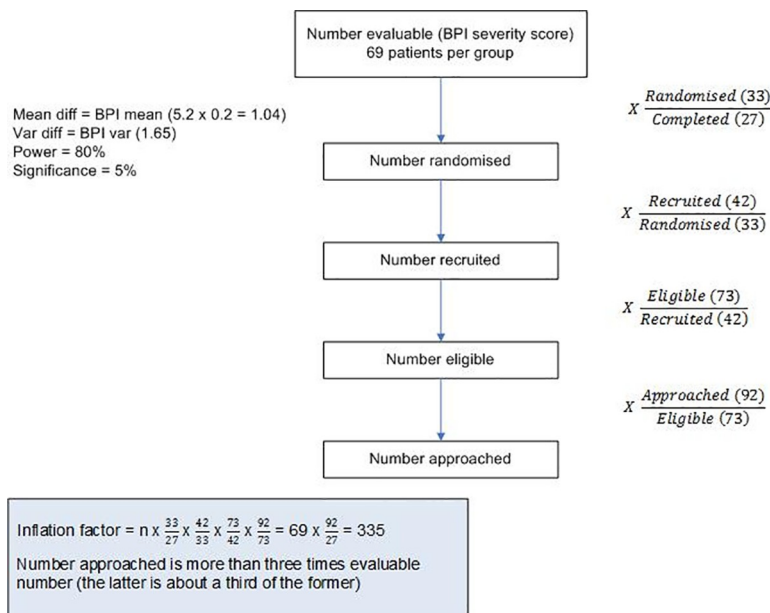 Number evaluable (BPI severity score)
69 patients per group
Mean diff = BPI mean (5.2 x 0.2 = 1.04)
Var diff = BPI var (1.65)
Power = 80%
Significance = 5%
X Randomised (33) / Completed (27)
Number randomised
X Recruited (42) / Randomised (33)
Number recruited
X Eligible (73) / Recruited (42)
Number eligible
X Approached (92) / Eligible (73)
Number approached
Inflation factor = n x 33/27 x 42/33 x 73/42 x 92/73 = 69 x 92/27 = 335
Number approached is more than three times evaluable
number (the latter is about a third of the former)